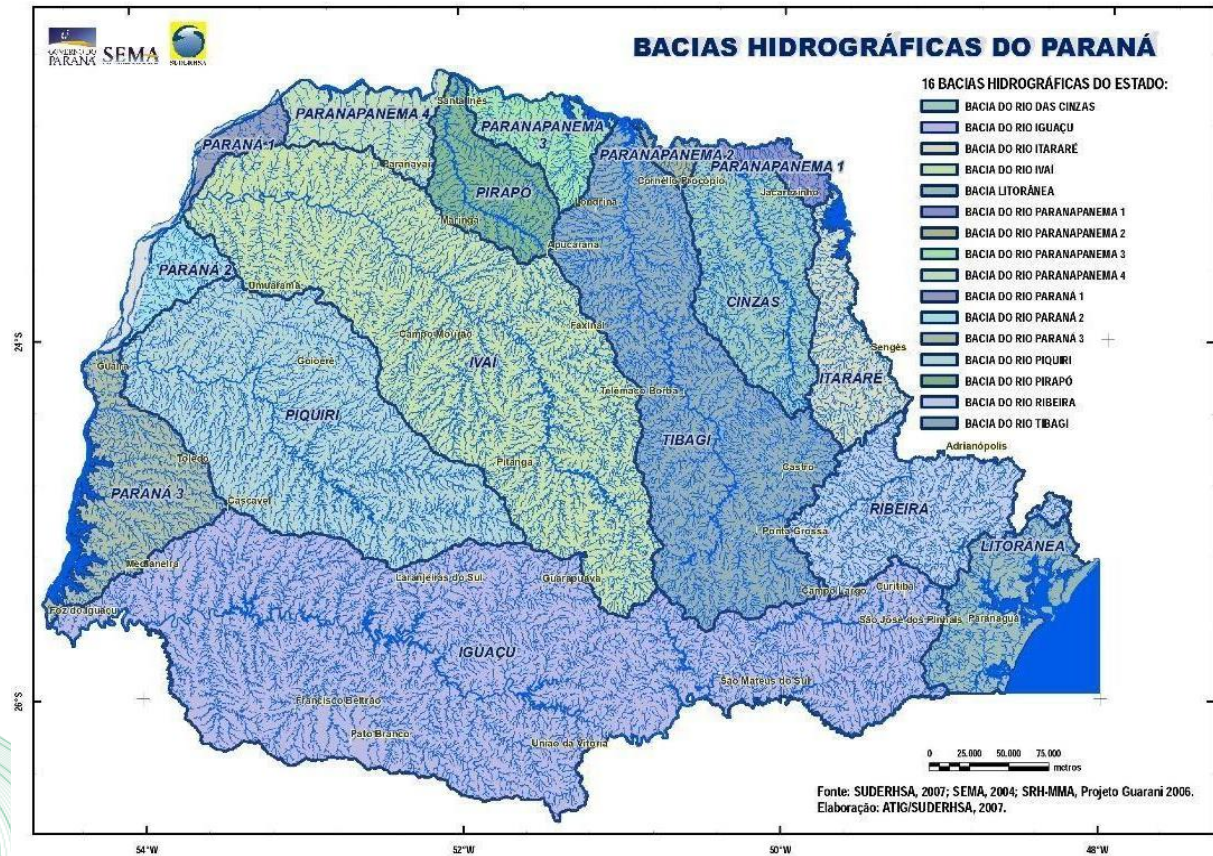 GOVERNO DO
PARANÁ
SEMA
SUDERHSA
BACIAS HIDROGRÁFICAS DO PARANÁ
16 BACIAS HIDROGRÁFICAS DO ESTADO:
BACIA DO RIO DAS CINZAS
BACIA DO RIO IGUAÇU
BACIA DO RIO ITARARÉ
BACIA DO RIO IVAÍ
BACIA LITORÂNEA
BACIA DO RIO PARANAPANEMA 1
BACIA DO RIO PARANAPANEMA 2
BACIA DO RIO PARANAPANEMA 3
BACIA DO RIO PARANAPANEMA 4
BACIA DO RIO PARANÁ 1
BACIA DO RIO PARANÁ 2
BACIA DO RIO PARANÁ 3
BACIA DO RIO PIQUIRI
BACIA DO RIO PIRAPÓ
BACIA DO RIO RIBEIRA
BACIA DO RIO TIBAGI
Santa Inês
PARANAPANEMA 4
PARANAPANEMA
3
PARANÁ 1
PARANAPANEMA 2
PARANAPANEMA 1
Paranavaí
Cornélio Procópio
Jacarezinho
PIRAPÓ
Londrina
Maringá
Apucarana
PARANÁ 2
Umuarama
CINZAS
Faxinal
Campo Mourão
24°S
Sengés
Goioerê
IVAÍ
Guaíra
ITARARÉ
Telêmaco Borba
PIQUIRI
TIBAGI
Adrianópolis
Toledo
Pitanga
Castro
PARANÁ 3
Cascavel
RIBEIRA
Ponta Grossa
LITORÂNEA
Medianeira
Laranjeiras do Sul
Guarapuava
Campo Largo
Curitiba
Foz do Iguaçu
São José dos Pinhais
Paranaguá
IGUAÇU
São Mateus do Sul
26°S
Francisco Beltrão
Pato Branco
União da Vitória
0 25.000 50.000 75.000
metros
Fonte: SUDERHSA, 2007; SEMA, 2004; SRH-MMA, Projeto Guarani 2006.
Elaboração: ATIG/SUDERHSA, 2007.
54°W
52°W
50°W
48°W